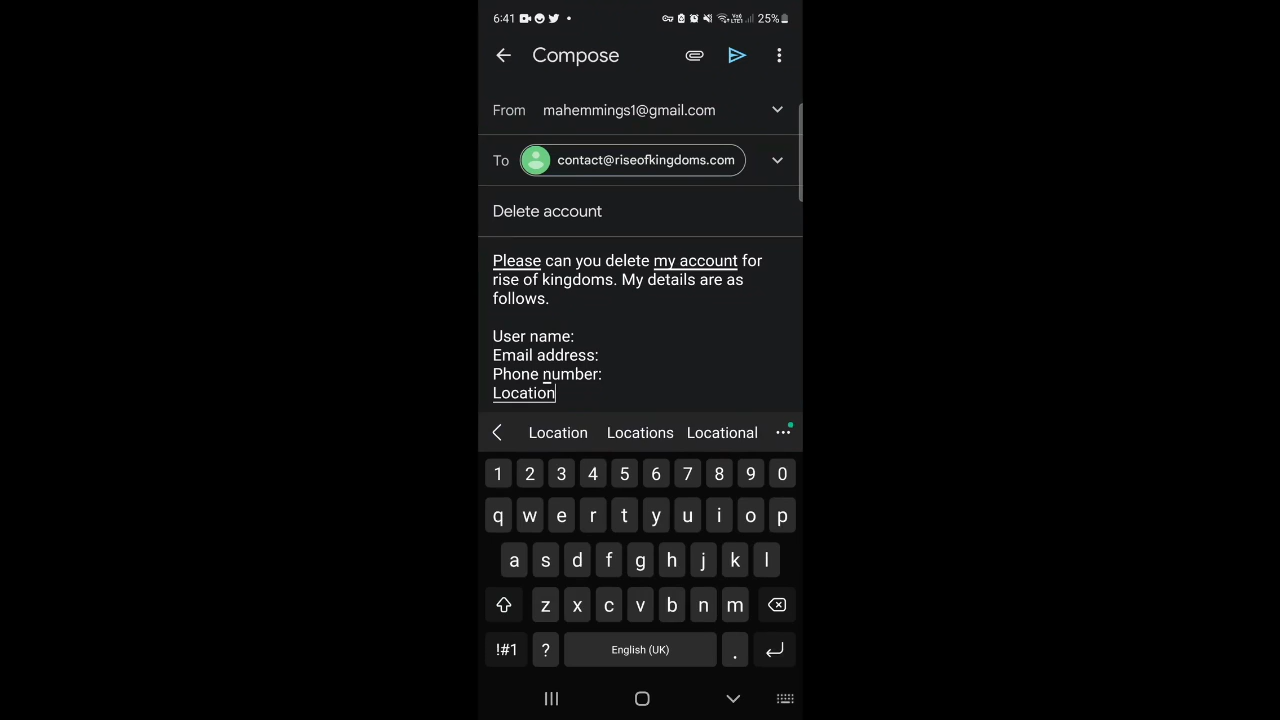 6:41 25%
Compose
From mahemmings1@gmail.com
To contact@riseofkingdoms.com
Delete account
Please can you delete my account for
rise of kingdoms. My details are as
follows.
User name:
Email address:
Phone number:
Location
Location Locations Locational
1 2 3 4 5 6 7 8 9 0
q w e r t y u i o p
a s d f g h j k l
z x c v b n m
!#1 ? English (UK) .